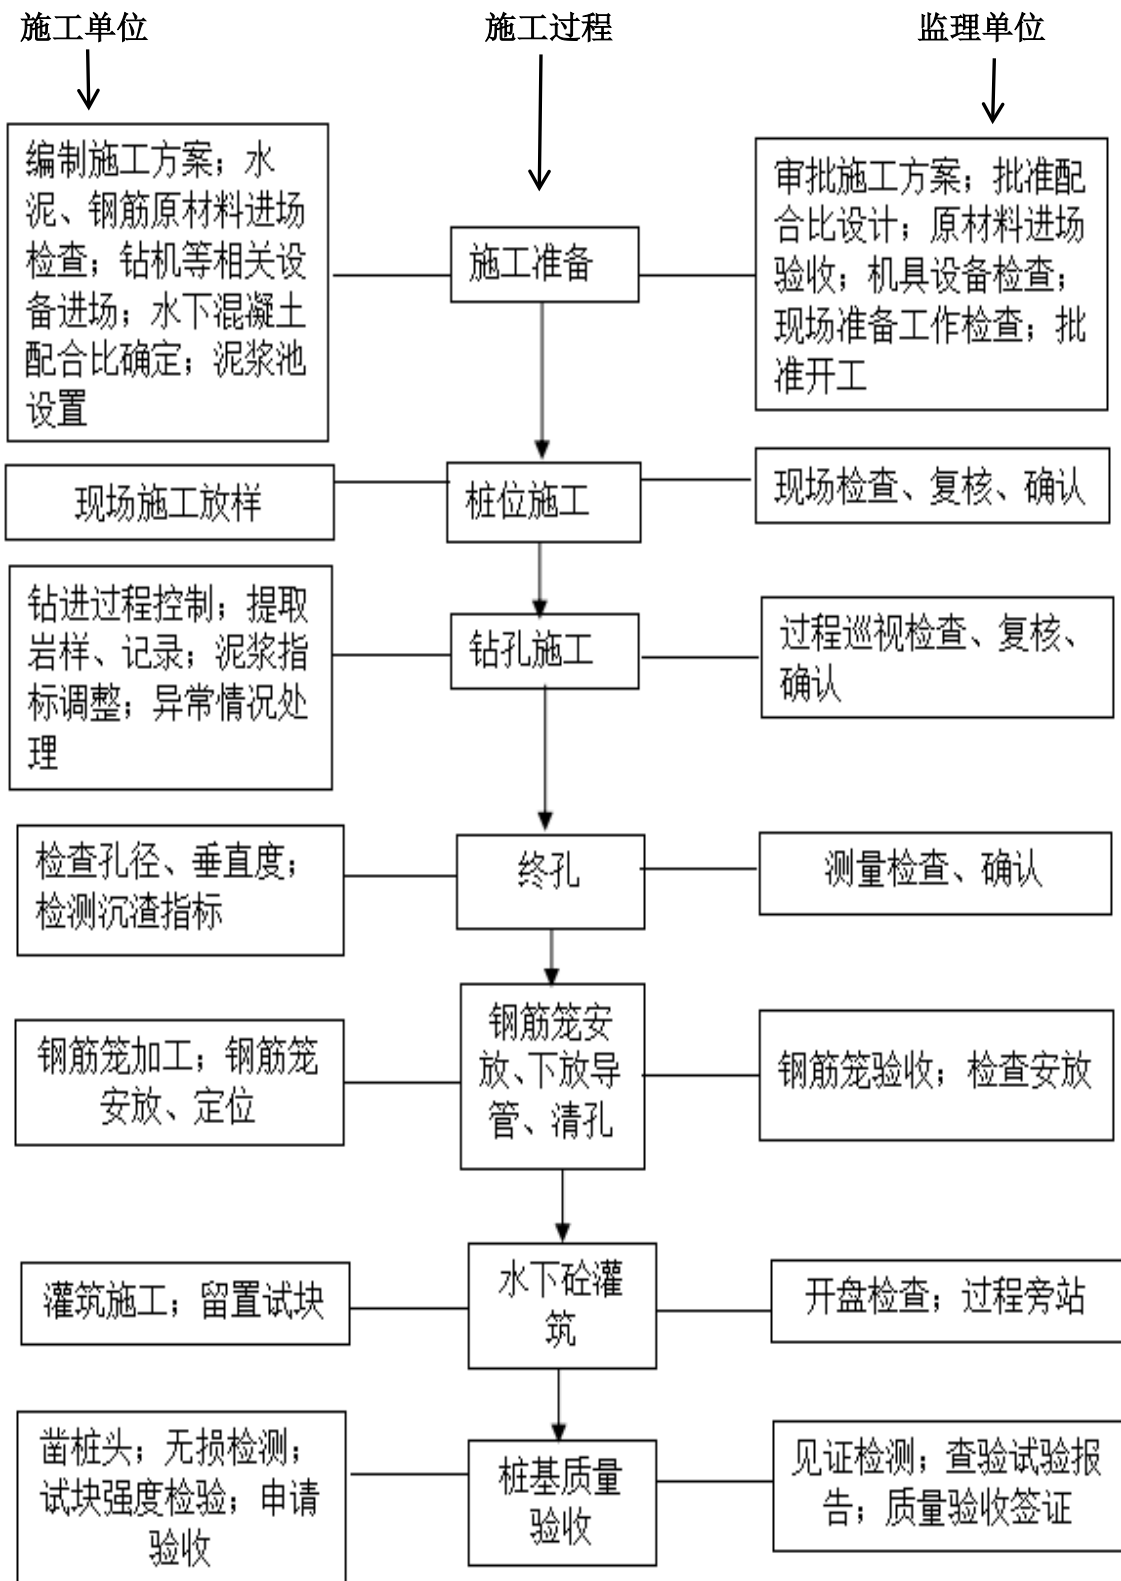 施工单位
施工过程
监理单位
编制施工方案；水
泥、钢筋原材料进场
检查；钻机等相关设
备进场；水下混凝土
配合比确定；泥浆池
设置
施工准备
审批施工方案；批准配
合比设计；原材料进场
验收；机具设备检查；
现场准备工作检查；批
准开工
现场施工放样
桩位施工
现场检查、复核、确认
钻进过程控制；提取
岩样、记录；泥浆指
标调整；异常情况处
理
钻孔施工
过程巡视检查、复核、
确认
检查孔径、垂直度；
检测沉渣指标
终孔
测量检查、确认
钢筋笼加工；钢筋笼
安放、定位
钢筋笼安
放、下放导
管、清孔
钢筋笼验收；检查安放
灌筑施工；留置试块
水下砼灌
筑
开盘检查；过程旁站
凿桩头；无损检测；
试块强度检验；申请
验收
桩基质量
验收
见证检测；查验试验报
告；质量验收签证